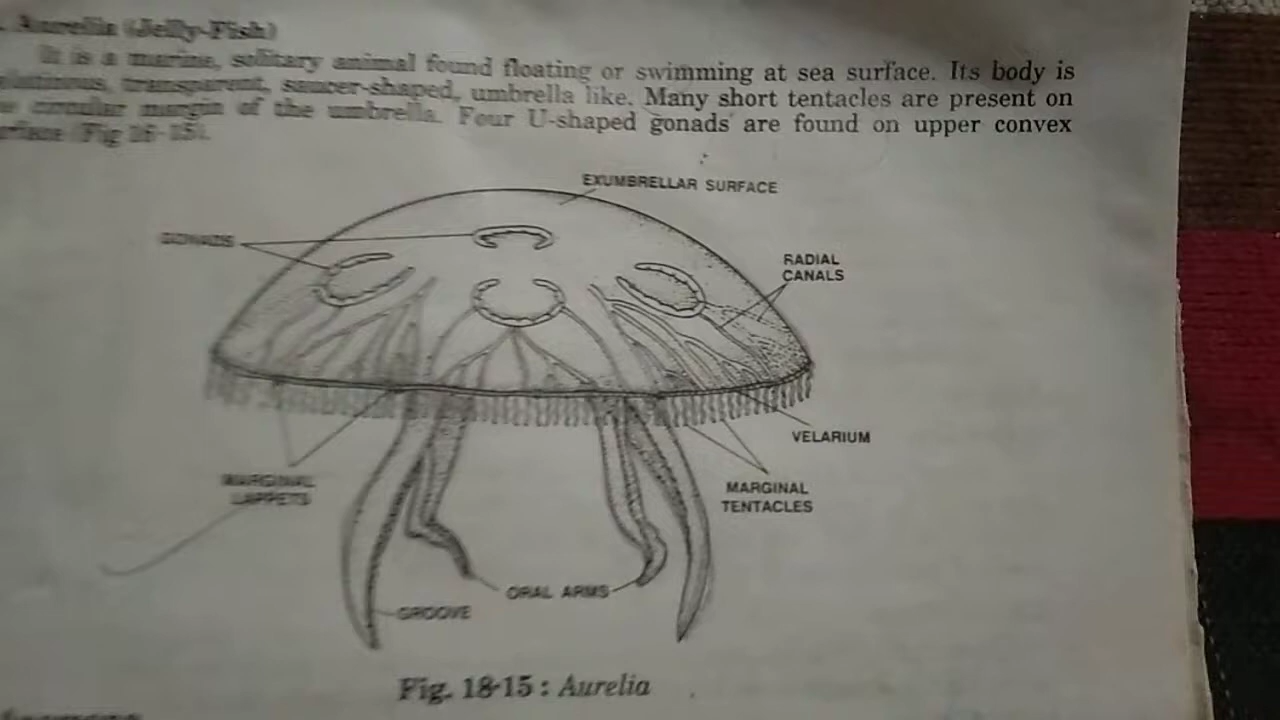 Aurelia (Jelly-Fish)
It is a marine, solitary animal found floating or swimming at sea surface. Its body is
transparent, saucer-shaped, umbrella like. Many short tentacles are present on
circular margin of the umbrella. Four U-shaped gonads are found on upper convex
(Fig 18-15).
EXUMBRELLAR SURFACE
GONADS
RADIAL
CANALS
VELARIUM
MARGINAL
LAPPETS
MARGINAL
TENTACLES
ORAL ARMS
GROOVE
Fig. 18-15 : Aurelia